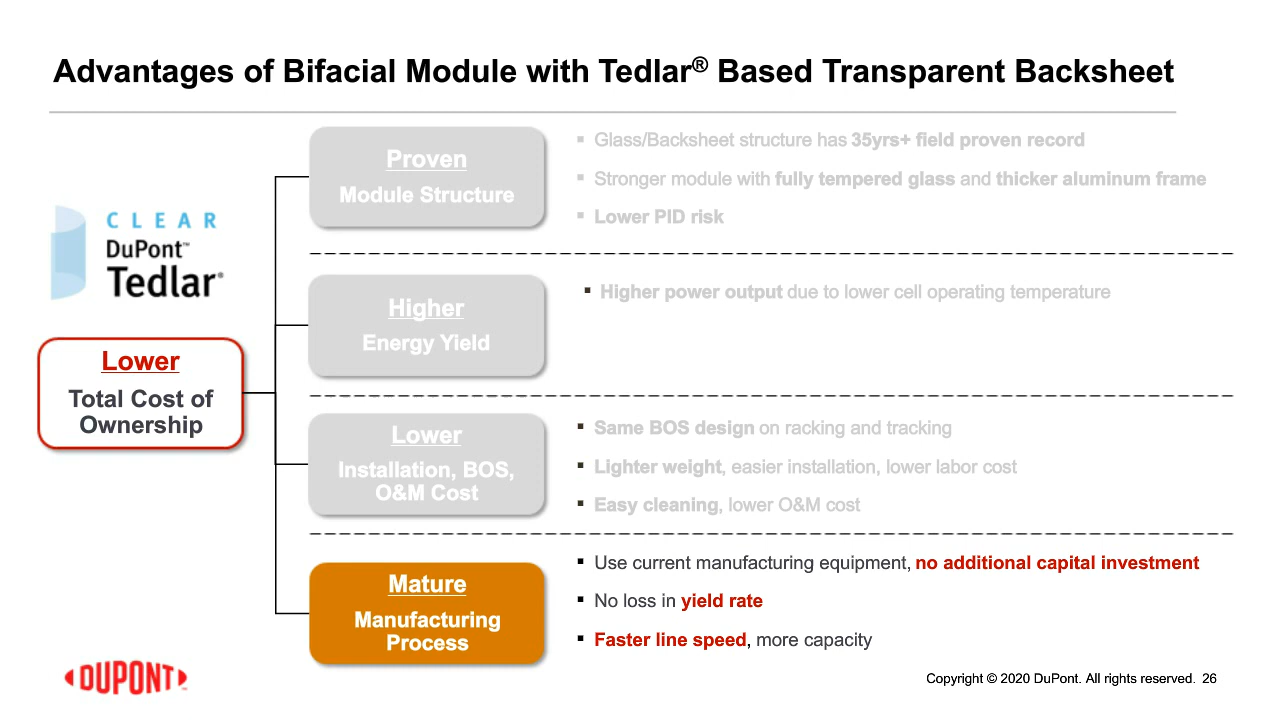 Advantages of Bifacial Module with Tedlar® Based Transparent Backsheet
CLEAR
DuPont™
Tedlar®
Lower
Total Cost of
Ownership
Proven
Module Structure
▪ Glass/Backsheet structure has 35yrs+ field proven record
▪ Stronger module with fully tempered glass and thicker aluminum frame
▪ Lower PID risk
Higher
Energy Yield
▪ Higher power output due to lower cell operating temperature
Lower
Installation, BOS,
O&M Cost
▪ Same BOS design on racking and tracking
▪ Lighter weight, easier installation, lower labor cost
▪ Easy cleaning, lower O&M cost
Mature
Manufacturing
Process
▪ Use current manufacturing equipment, no additional capital investment
▪ No loss in yield rate
▪ Faster line speed, more capacity
DUPONT™
Copyright © 2020 DuPont. All rights reserved. 26